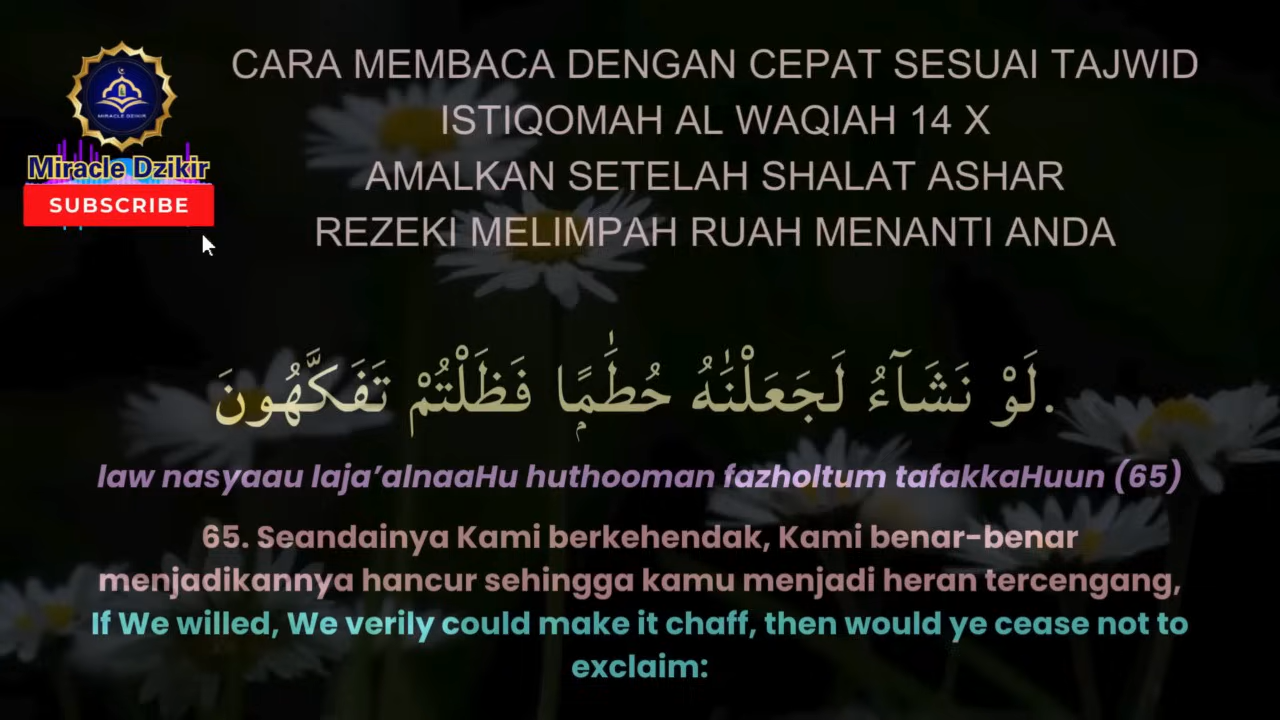 CARA MEMBACA DENGAN CEPAT SESUAI TAJWID
ISTIQOMAH AL WAQIAH 14 X
AMALKAN SETELAH SHALAT ASHAR
REZEKI MELIMPAH RUAH MENANTI ANDA
MIRACLE DZIKIR
Miracle Dzikir
SUBSCRIBE
لَوْ نَشَآءُ لَجَعَلْنَٰهُ حُطَٰمًۭا فَظَلْتُمْ تَفَكَّهُونَ.
law nasyaau laja’alnaaHu huthooman fazholtum tafakkaHuun (65)
65. Seandainya Kami berkehendak, Kami benar-benar
menjadikannya hancur sehingga kamu menjadi heran tercengang,
If We willed, We verily could make it chaff, then would ye cease not to
exclaim: